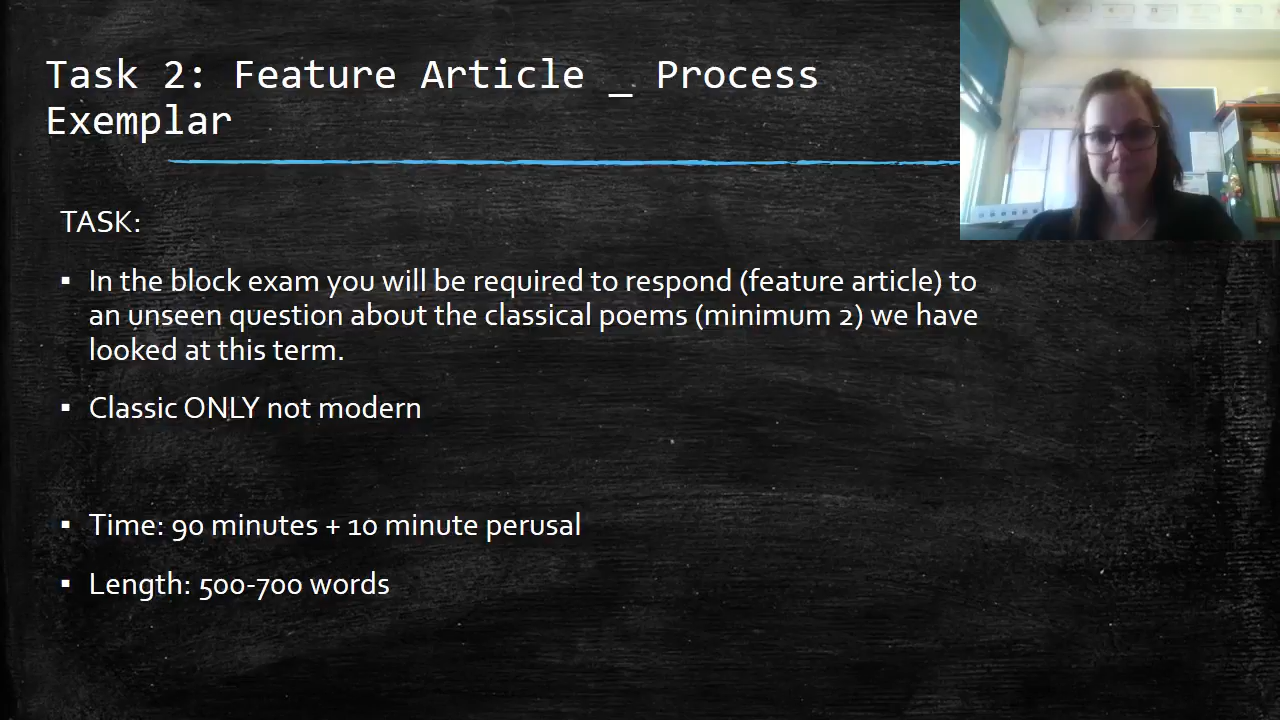 Task 2: Feature Article _ Process
Exemplar
TASK:
▪ In the block exam you will be required to respond (feature article) to
an unseen question about the classical poems (minimum 2) we have
looked at this term.
▪ Classic ONLY not modern
▪ Time: 90 minutes + 10 minute perusal
▪ Length: 500-700 words